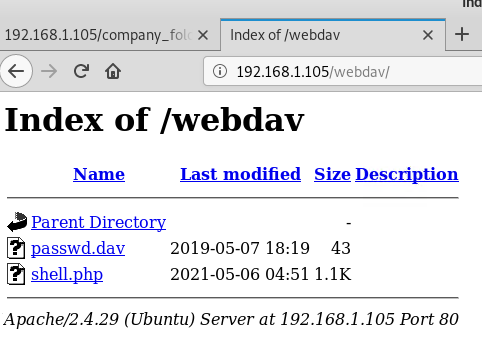 Ind
192.168.1.105/company_fol
Index of /webdav
192.168.1.105/webdav/
Index of /webdav
Name Last modified Size Description
Parent Directory -
passwd.dav 2019-05-07 18:19 43
shell.php 2021-05-06 04:51 1.1K
Apache/2.4.29 (Ubuntu) Server at 192.168.1.105 Port 80